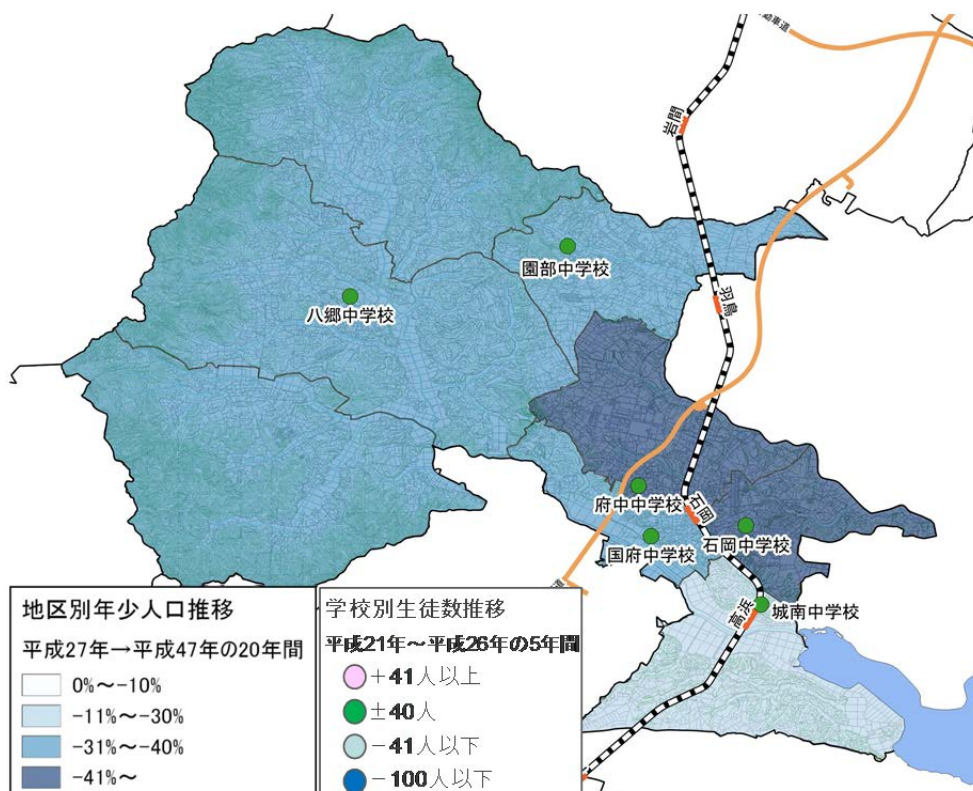 動車道
岩間
園部中学校
羽鳥
八郷中学校
府中中学校
石岡
国府中学校
石岡中学校
高浜
城南中学校
地区別年少人口推移
平成27年→平成47年の20年間
0%～-10%
-11%～-30%
-31%～-40%
-41%～
学校別生徒数推移
平成21年～平成26年の5年間
＋41人以上
±40人
－41人以下
－100人以下